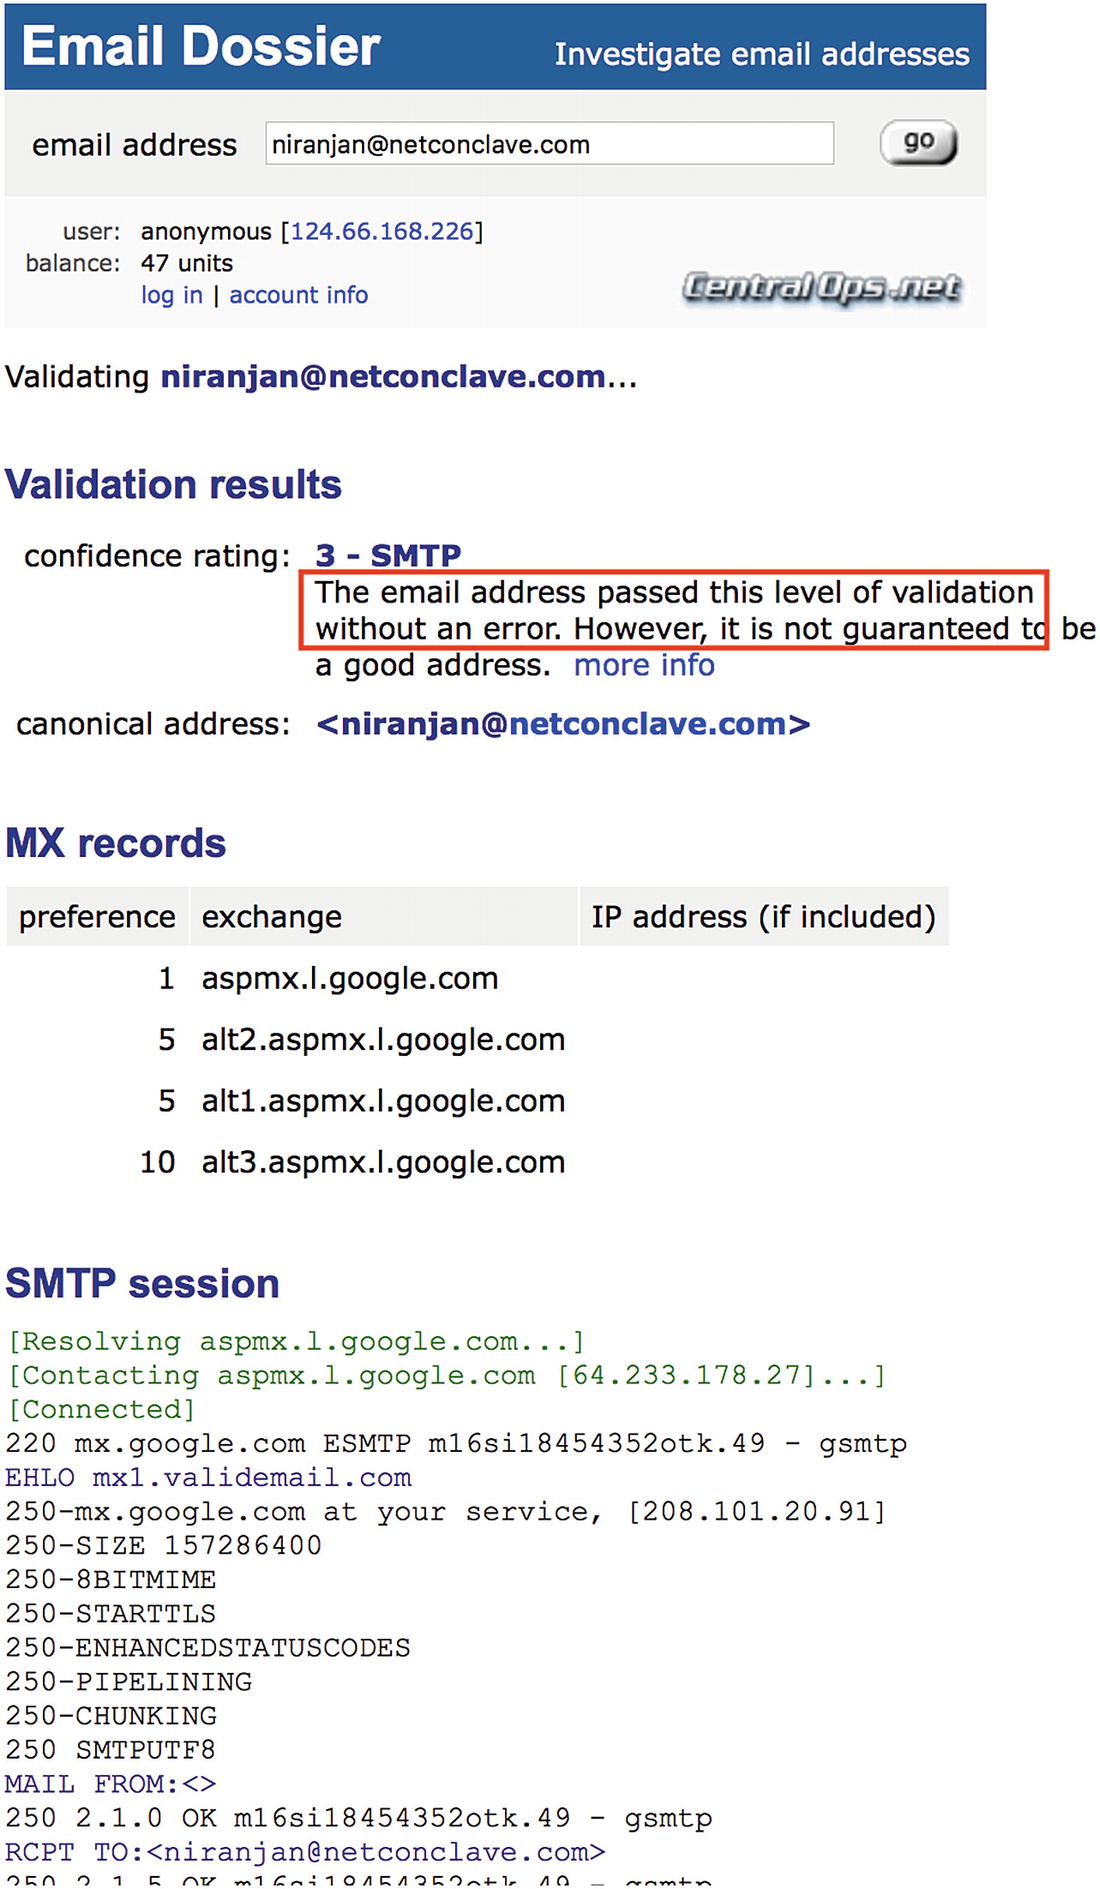 Email Dossier Investigate email addresses
email address niranjan@netconclave.com go
user: anonymous [124.66.168.226]
balance: 47 units
log in | account info
CentralOps.net
Validating niranjan@netconclave.com...
Validation results
confidence rating: 3 - SMTP
The email address passed this level of validation
without an error. However, it is not guaranteed to be
a good address. more info
canonical address: <niranjan@netconclave.com>
MX records
preference exchange IP address (if included)
1 aspmx.l.google.com
5 alt2.aspmx.l.google.com
5 alt1.aspmx.l.google.com
10 alt3.aspmx.l.google.com
SMTP session
[Resolving aspmx.l.google.com...]
[Contacting aspmx.l.google.com [64.233.178.27]...]
[Connected]
220 mx.google.com ESMTP m16si18454352otk.49 - gsmtp
EHLO mx1.validemail.com
250-mx.google.com at your service, [208.101.20.91]
250-SIZE 157286400
250-8BITMIME
250-STARTTLS
250-ENHANCEDSTATUSCODES
250-PIPELINING
250-CHUNKING
250 SMTPUTF8
MAIL FROM:<>
250 2.1.0 OK m16si18454352otk.49 - gsmtp
RCPT TO:<niranjan@netconclave.com>
250 2.1.5 OK m16si18454352otk.49 - gsmtp